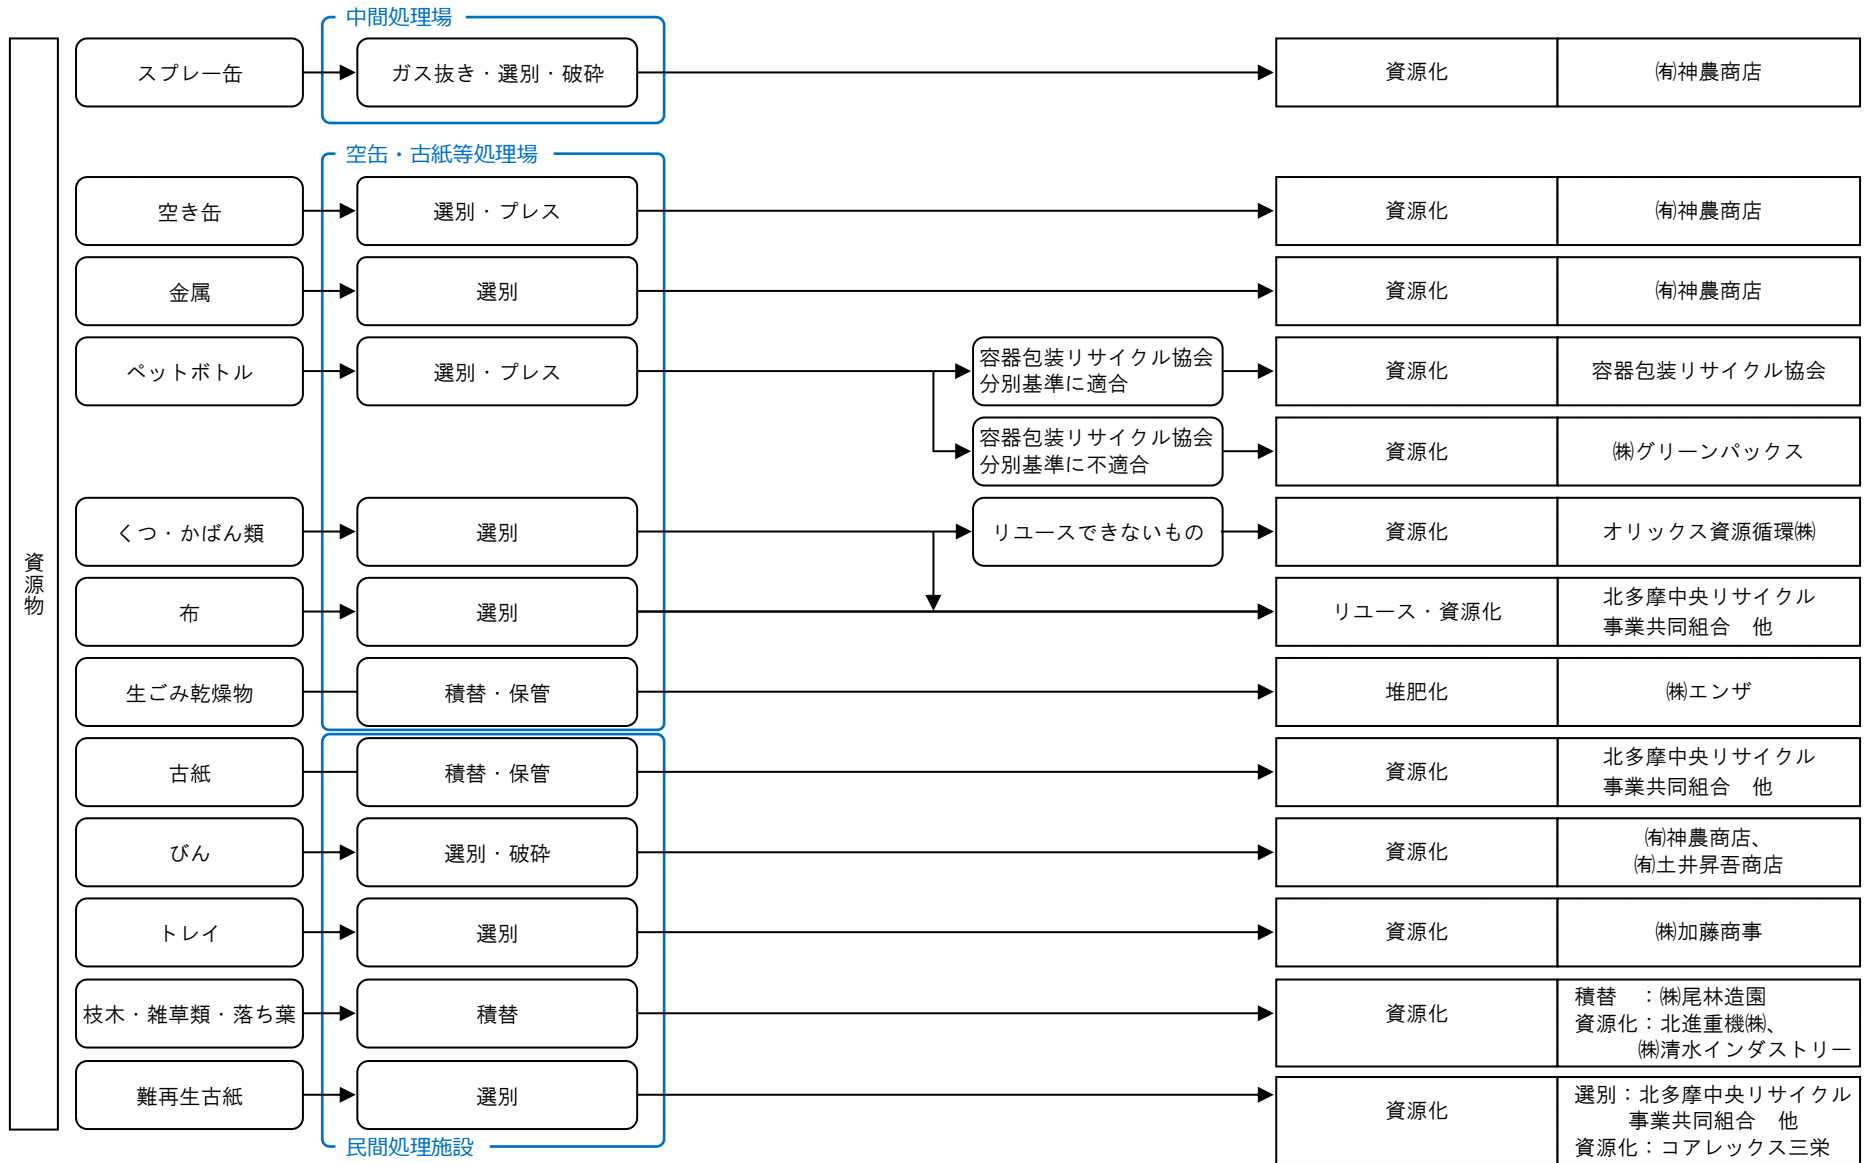 資源物
中間処理場
スプレー缶
ガス抜き・選別・破砕
資源化
㈲神農商店
空缶・古紙等処理場
空き缶
選別・プレス
資源化
㈲神農商店
金属
選別
資源化
㈲神農商店
ペットボトル
選別・プレス
容器包装リサイクル協会
分別基準に適合
資源化
容器包装リサイクル協会
容器包装リサイクル協会
分別基準に不適合
資源化
㈱グリーンパックス
くつ・かばん類
選別
リユースできないもの
資源化
オリックス資源循環㈱
布
選別
リユース・資源化
北多摩中央リサイクル
事業共同組合　他
生ごみ乾燥物
積替・保管
堆肥化
㈱エンザ
古紙
積替・保管
資源化
北多摩中央リサイクル
事業共同組合　他
びん
選別・破砕
資源化
㈲神農商店、
㈲土井昇吾商店
トレイ
選別
資源化
㈱加藤商事
枝木・雑草類・落ち葉
積替
資源化
積替　：㈱尾林造園
資源化：北進重機㈱、
㈱清水インダストリー
難再生古紙
選別
資源化
選別：北多摩中央リサイクル
事業共同組合　他
資源化：コアレックス三栄
民間処理施設